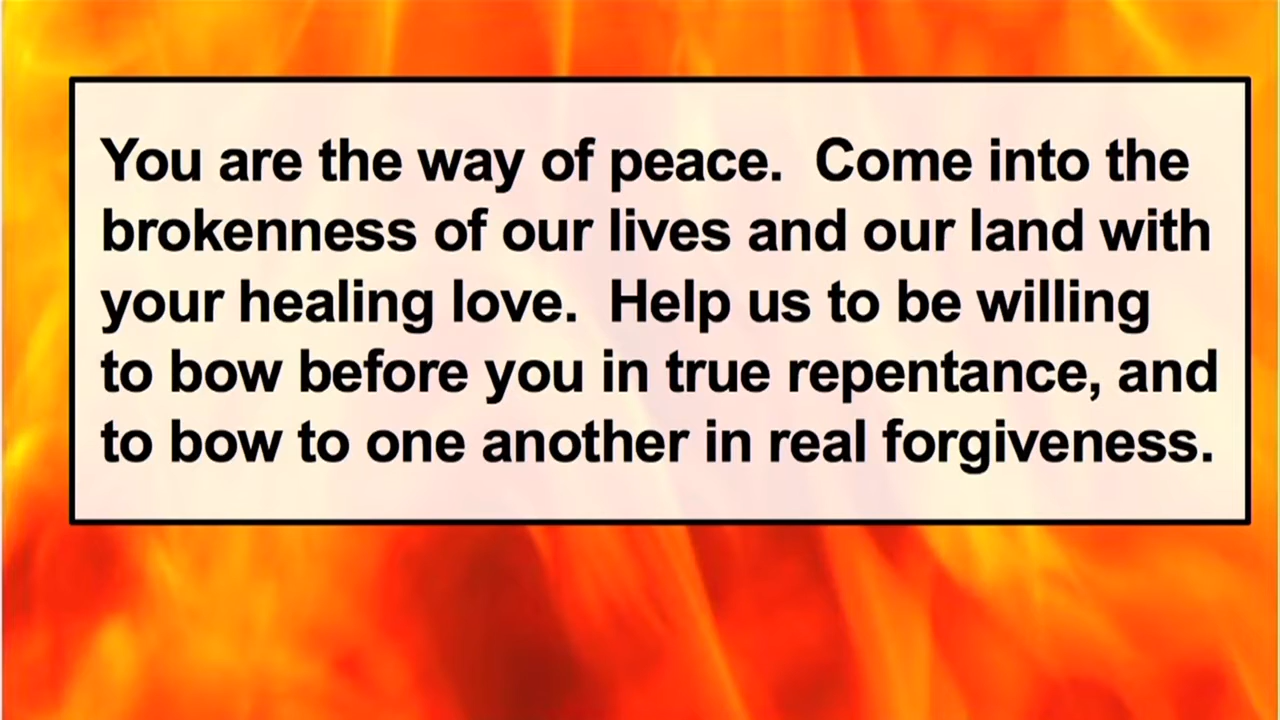 You are the way of peace.  Come into the
brokenness of our lives and our land with
your healing love.  Help us to be willing
to bow before you in true repentance, and
to bow to one another in real forgiveness.